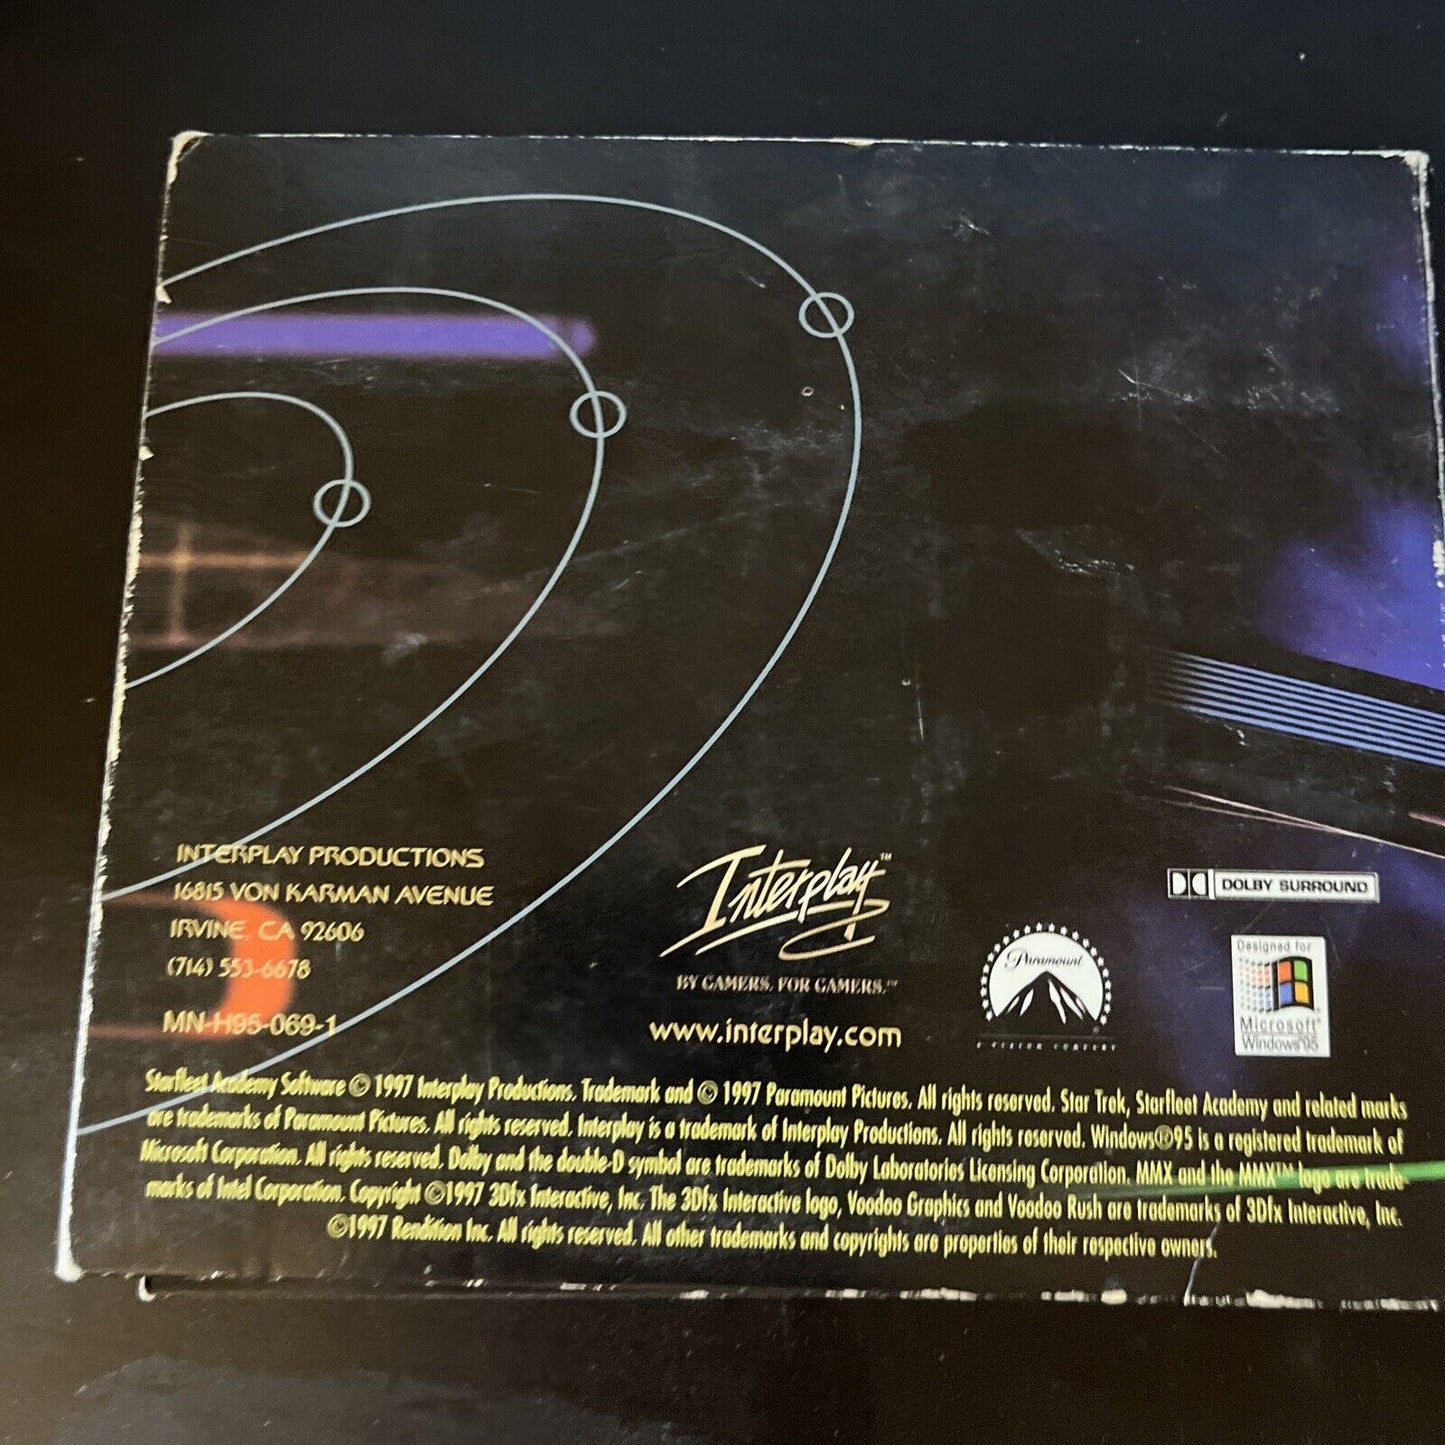 INTERPLAY PRODUCTIONS
16815 VON KARMAN AVENUE
IRVINE, CA 92606
(714) 553-6678
MN-H95-069-1
Interplay™
BY GAMERS. FOR GAMERS.™
www.interplay.com
Paramount
A VIACOM COMPANY
DOLBY SURROUND
Designed for
Microsoft®
Windows®95
Starfleet Academy Software © 1997 Interplay Productions. Trademark and © 1997 Paramount Pictures. All rights reserved. Star Trek, Starfleet Academy and related marks
are trademarks of Paramount Pictures. All rights reserved. Interplay is a trademark of Interplay Productions. All rights reserved. Windows®95 is a registered trademark of
Microsoft Corporation. All rights reserved. Dolby and the double-D symbol are trademarks of Dolby Laboratories Licensing Corporation. MMX and the MMX™ logo are trade-
marks of Intel Corporation. Copyright ©1997 3Dfx Interactive, Inc. The 3Dfx Interactive logo, Voodoo Graphics and Voodoo Rush are trademarks of 3Dfx Interactive, Inc.
©1997 Rendition Inc. All rights reserved. All other trademarks and copyrights are properties of their respective owners.